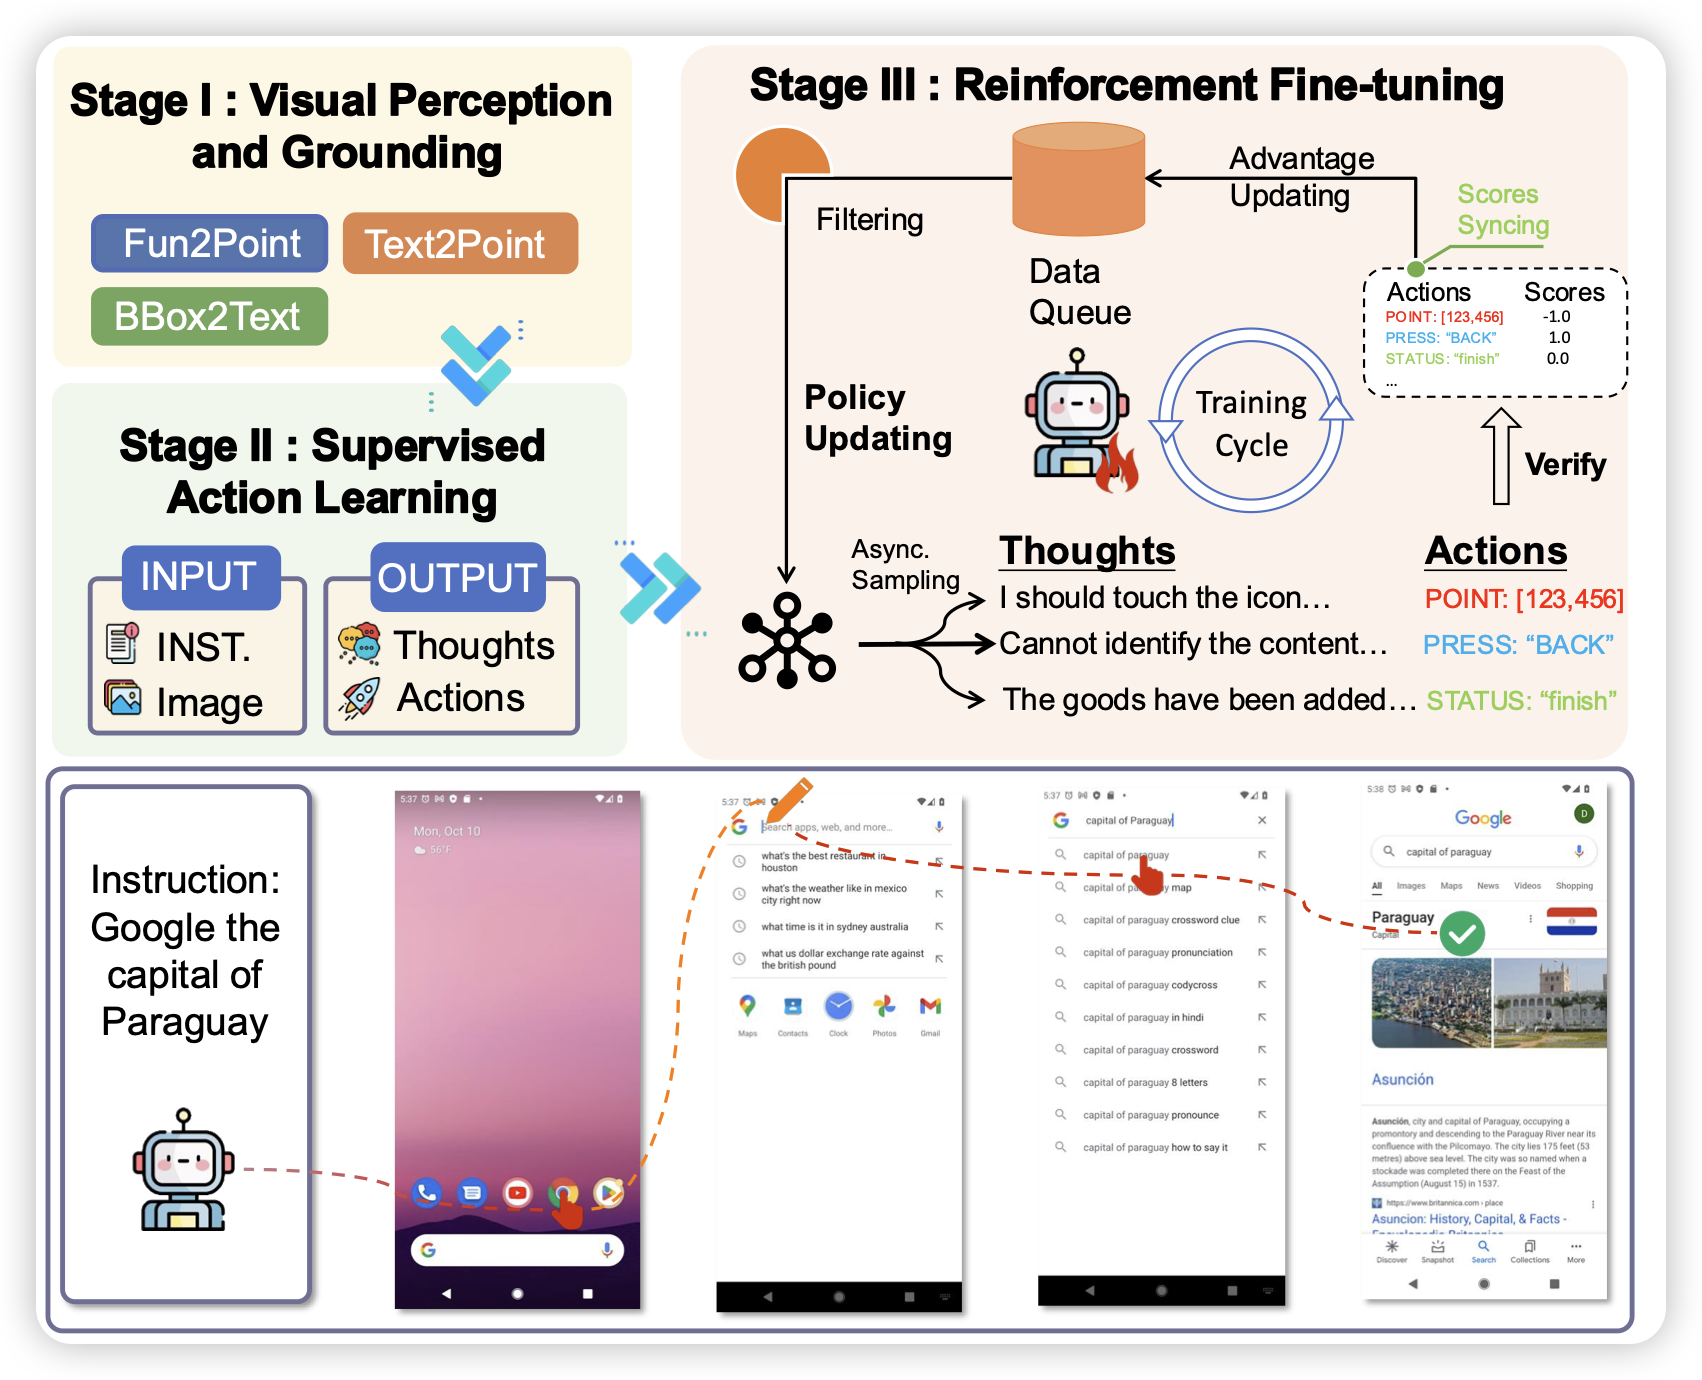 Stage I : Visual Perception
and Grounding
Fun2Point
Text2Point
BBox2Text
Stage II : Supervised
Action Learning
INPUT
INST.
Image
OUTPUT
Thoughts
Actions
Stage III : Reinforcement Fine-tuning
Filtering
Data
Queue
Advantage
Updating
Scores
Syncing
Actions Scores
POINT: [123,456] -1.0
PRESS: “BACK” 1.0
STATUS: “finish” 0.0
...
Policy
Updating
Training
Cycle
Verify
Async.
Sampling
Thoughts
Actions
I should touch the icon… POINT: [123,456]
Cannot identify the content… PRESS: “BACK”
The goods have been added… STATUS: “finish”
Instruction:
Google the
capital of
Paraguay
5:37
Mon, Oct 10
56°F
5:37
Search apps, web, and more...
what's the best restaurant in
houston
what's the weather like in mexico
city right now
what time is it in sydney australia
what us dollar exchange rate against
the british pound
Maps Contacts Clock Photos Gmail
5:37
capital of Paraguay
capital of paraguay
capital of paraguay map
capital of paraguay crossword clue
capital of paraguay pronunciation
capital of paraguay codycross
capital of paraguay in hindi
capital of paraguay crossword
capital of paraguay 8 letters
capital of paraguay pronounce
capital of paraguay how to say it
5:38
Google
D
capital of paraguay
All Images Maps News Videos Shopping
Paraguay
Capital
Asunción
Asunción, city and capital of Paraguay, occupying a
promontory and descending to the Paraguay River near its
confluence with the Pilcomayo. The city lies 175 feet (53
metres) above sea level. The city was so named when a
stockade was completed there on the Feast of the
Assumption (August 15) in 1537.
https://www.britannica.com › place
Asuncion: History, Capital, & Facts -
Discover Snapshot Search Collections More